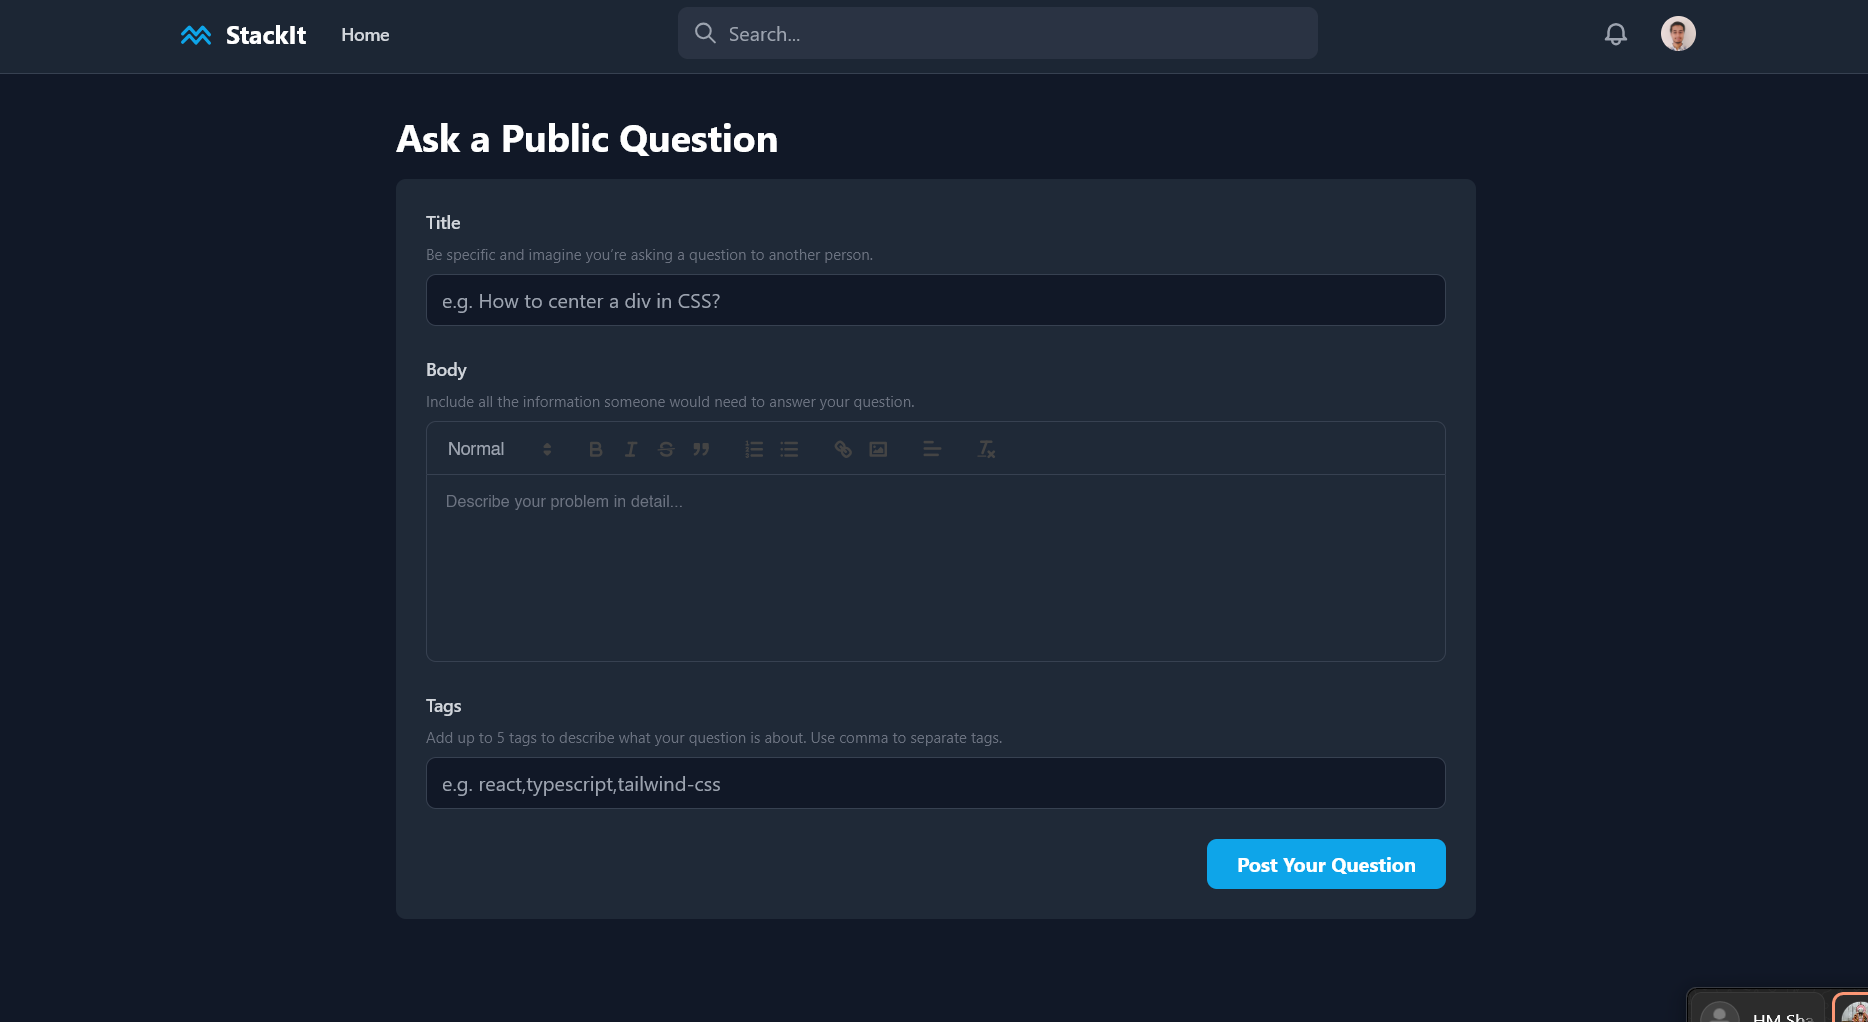 StackIt
Home
Search...
Ask a Public Question
Title
Be specific and imagine you're asking a question to another person.
e.g. How to center a div in CSS?
Body
Include all the information someone would need to answer your question.
Normal
Describe your problem in detail...
Tags
Add up to 5 tags to describe what your question is about. Use comma to separate tags.
e.g. react,typescript,tailwind-css
Post Your Question
HM Sha